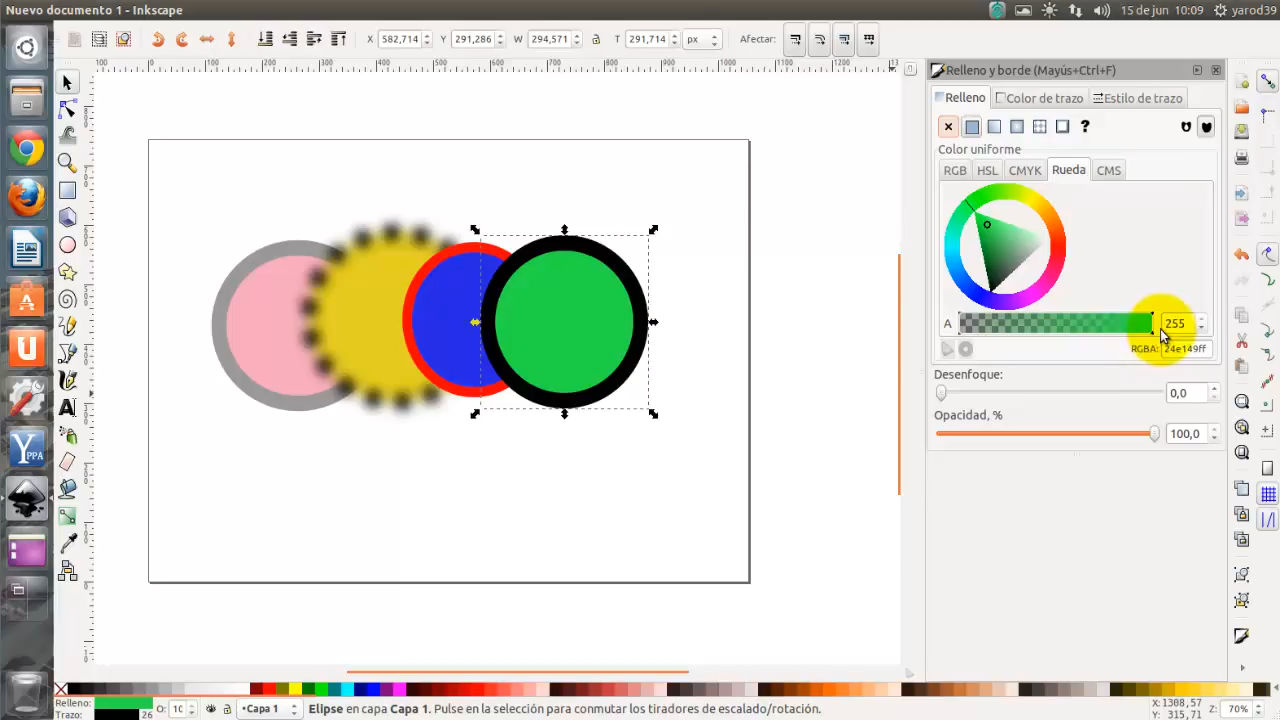 Nuevo documento 1 - Inkscape
15 de jun 10:09
yarod39
X 582,714 Y 291,286 W 294,571 T 291,714 px Afectar:
Relleno y borde (Mayús+Ctrl+F)
Relleno Color de trazo Estilo de trazo
?
Color uniforme
RGB HSL CMYK Rueda CMS
A 255
RGBA: 24e149ff
Desenfoque:
0,0
Opacidad, %
100,0
Relleno: O: 10 •Capa 1 Elipse en capa Capa 1. Pulse en la selección para conmutar los tiradores de escalado/rotación. X:1308,57 Z: 70%
Trazo: 26 Y: 315,71